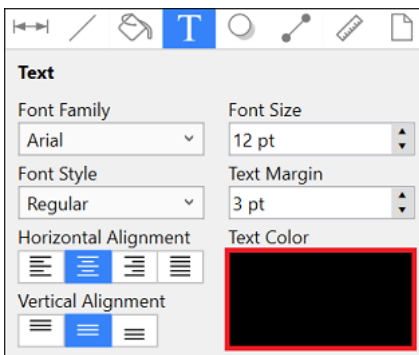 T
Text
Font Family
Font Size
Arial
12 pt
Font Style
Text Margin
Regular
3 pt
Horizontal Alignment
Text Color
Vertical Alignment